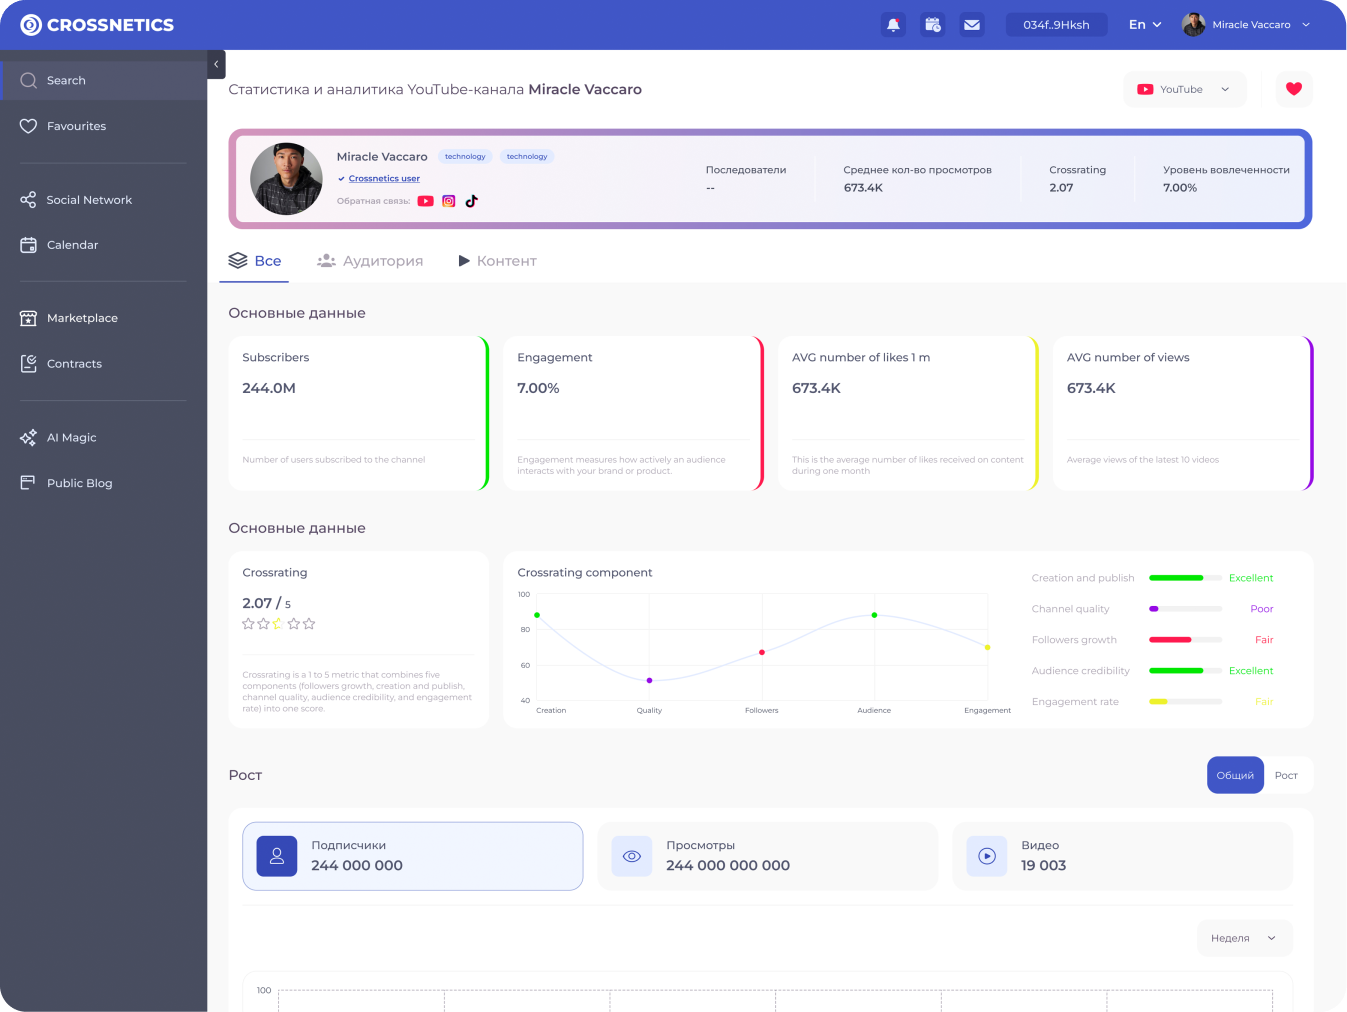 CROSSNETICS
034f..9Hksh
En
Miracle Vaccaro
Search
Favourites
Social Network
Calendar
Marketplace
Contracts
AI Magic
Public Blog
Статистика и аналитика YouTube-канала Miracle Vaccaro
YouTube
Miracle Vaccaro
technology
technology
Crossnetics user
Обратная связь:
Последователи
--
Среднее кол-во просмотров
673.4K
Crossrating
2.07
Уровень вовлеченности
7.00%
Все
Аудитория
Контент
Основные данные
Subscribers
244.0M
Number of users subscribed to the channel
Engagement
7.00%
Engagement measures how actively an audience
interacts with your brand or product.
AVG number of likes 1 m
673.4K
This is the average number of likes received on content
during one month
AVG number of views
673.4K
Average views of the latest 10 videos
Основные данные
Crossrating
2.07 / 5
Crossrating is a 1 to 5 metric that combines five
components (followers growth, creation and publish,
channel quality, audience credibility, and engagement
rate) into one score.
Crossrating component
100
80
60
40
Creation
Quality
Followers
Audience
Engagement
Creation and publish
Excellent
Channel quality
Poor
Followers growth
Fair
Audience credibility
Excellent
Engagement rate
Fair
Рост
Общий
Рост
Подписчики
244 000 000
Просмотры
244 000 000 000
Видео
19 003
Неделя
100